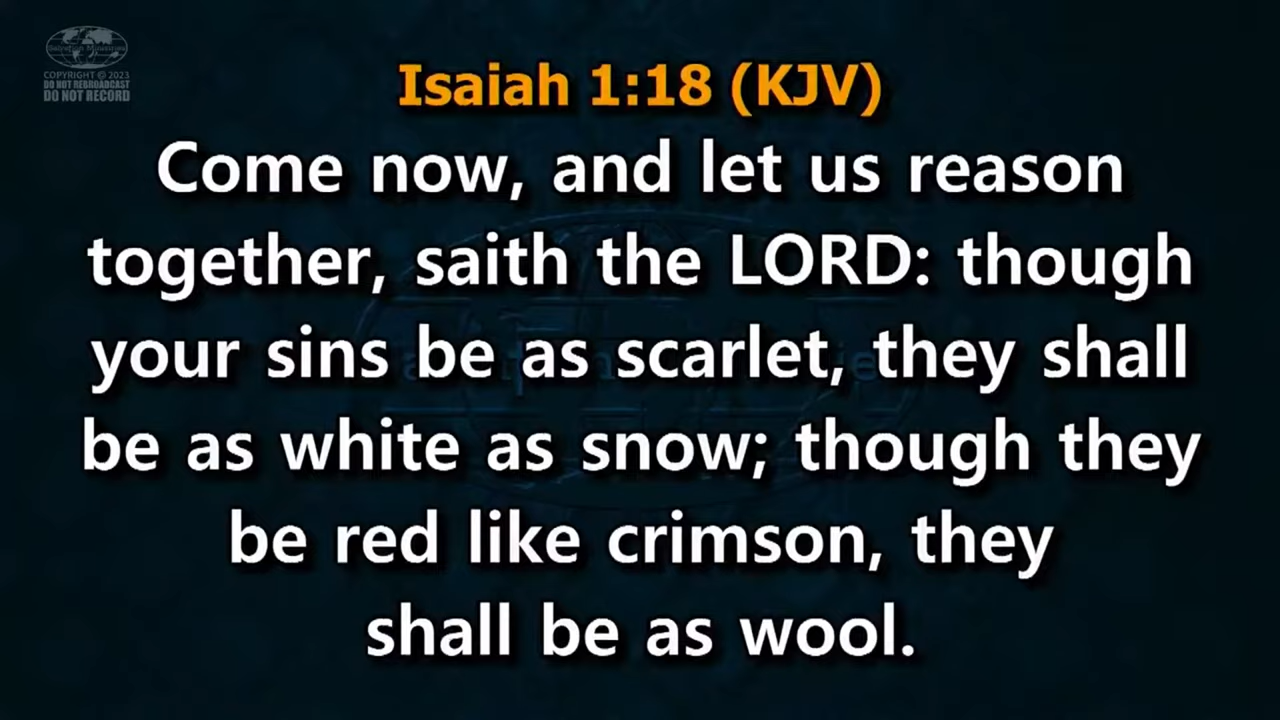 Salvation Ministries
COPYRIGHT © 2023
DO NOT REBROADCAST
DO NOT RECORD
Isaiah 1:18 (KJV)
Come now, and let us reason
together, saith the LORD: though
your sins be as scarlet, they shall
be as white as snow; though they
be red like crimson, they
shall be as wool.